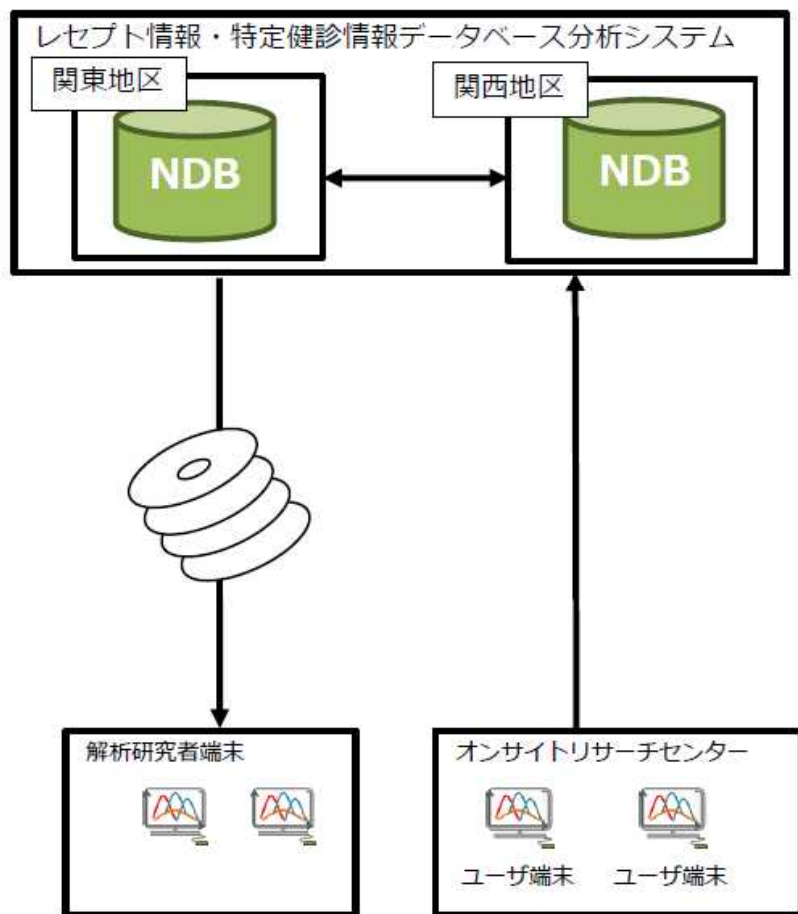 レセプト情報・特定健診情報データベース分析システム
関東地区
関西地区
NDB
NDB
解析研究者端末
オンサイトリサーチセンター
ユーザ端末
ユーザ端末